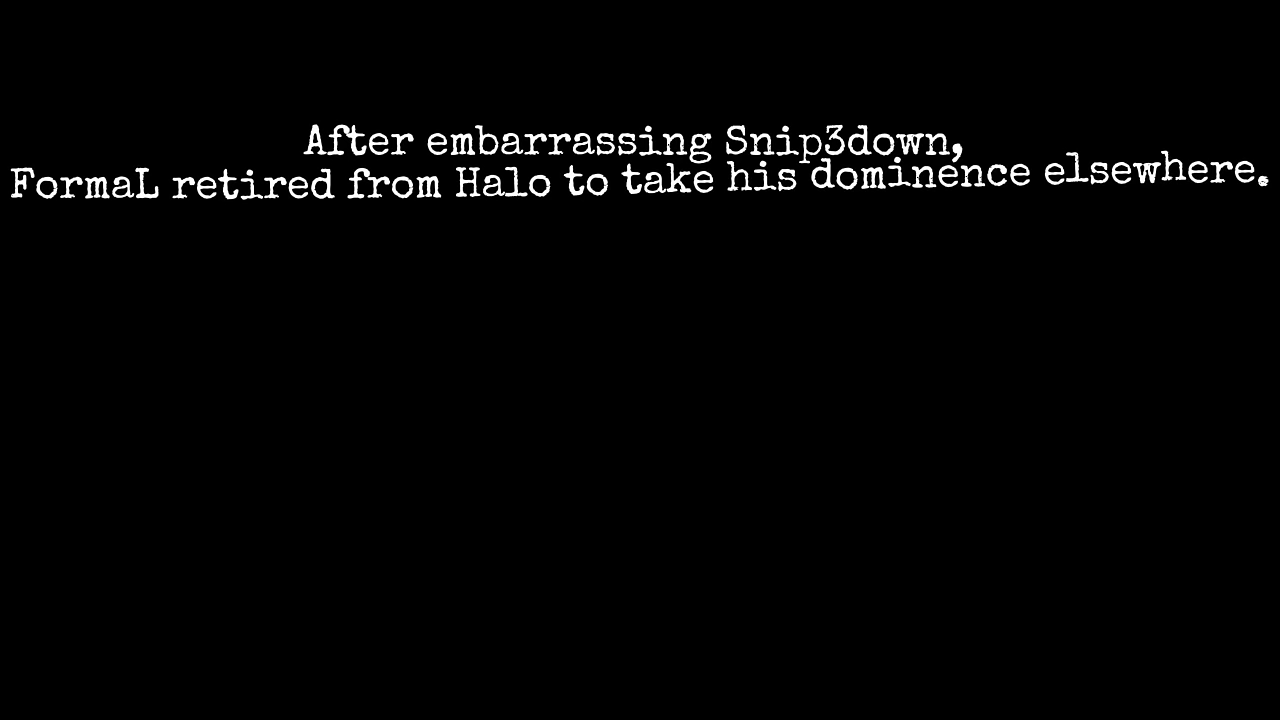 After embarrassing Snip3down,
FormaL retired from Halo to take his dominence elsewhere.